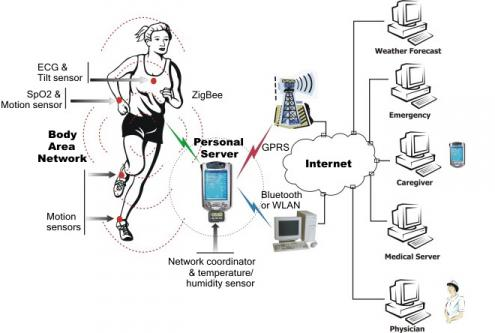 ECG &
Tilt sensor
SpO2 &
Motion sensor
Body
Area
Network
Motion
sensors
ZigBee
Personal
Server
Network coordinator
& temperature/
humidity sensor
GPRS
Bluetooth
or WLAN
Internet
Weather Forecast
Emergency
Caregiver
Medical Server
Physician